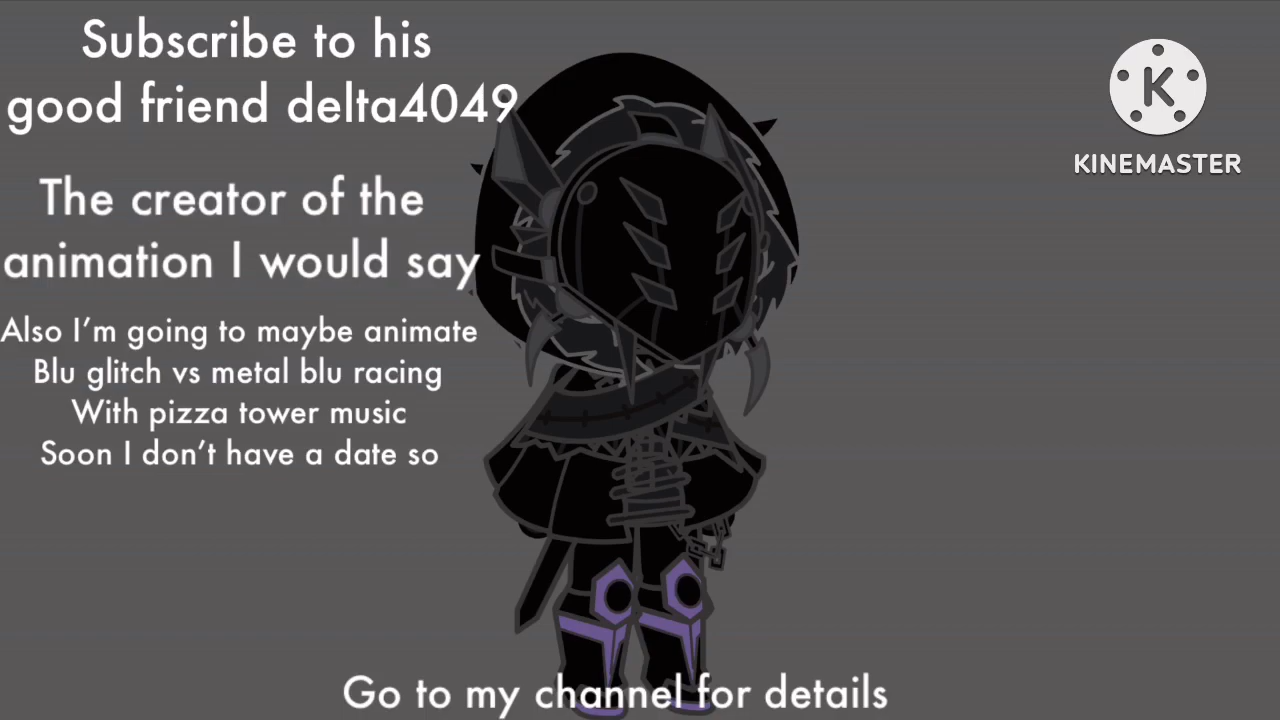 Subscribe to his
good friend delta4049
The creator of the
animation I would say
Also I’m going to maybe animate
Blu glitch vs metal blu racing
With pizza tower music
Soon I don’t have a date so
K
KINEMASTER
Go to my channel for details